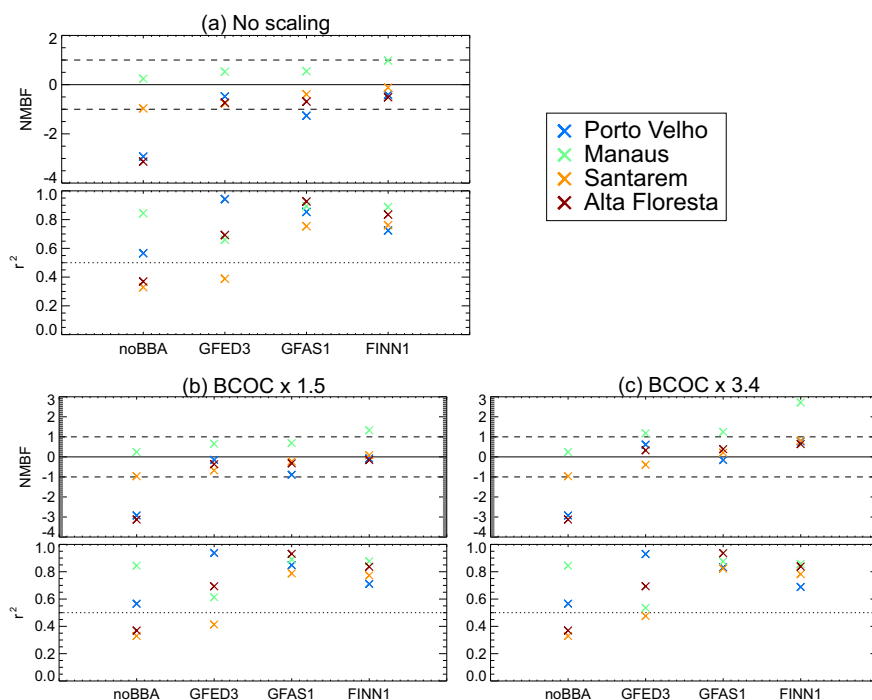 (a) No scaling
2
0
-2
-4
NMBF
1.0
0.8
0.6
0.4
0.2
0.0
r²
noBBA GFED3 GFAS1 FINN1
Porto Velho
Manaus
Santarem
Alta Floresta
(b) BCOC x 1.5
3
2
1
0
-1
-2
-3
-4
NMBF
1.0
0.8
0.6
0.4
0.2
0.0
r²
noBBA GFED3 GFAS1 FINN1
(c) BCOC x 3.4
3
2
1
0
-1
-2
-3
-4
NMBF
1.0
0.8
0.6
0.4
0.2
0.0
r²
noBBA GFED3 GFAS1 FINN1